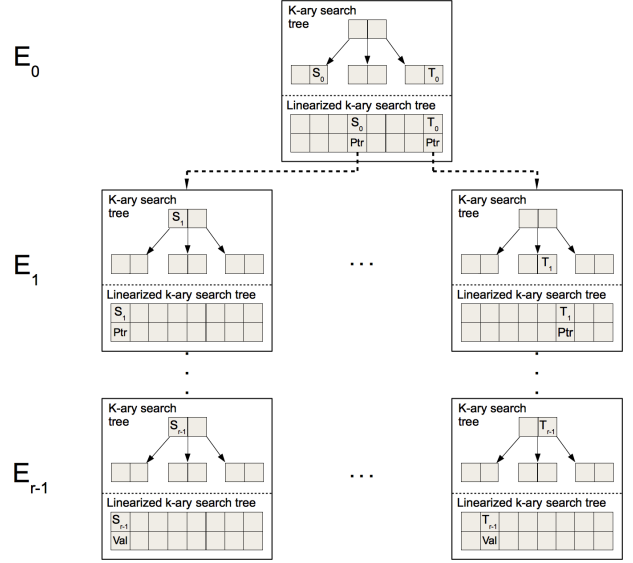 E0
K-ary search
tree
S0 T0
Linearized k-ary search tree
S0 T0
Ptr Ptr
E1
K-ary search
tree
S1
Linearized k-ary search tree
S1
Ptr
...
K-ary search
tree
T1
Linearized k-ary search tree
T1
Ptr
Er-1
K-ary search
tree
Sr-1
Linearized k-ary search tree
Sr-1
Val
...
K-ary search
tree
Tr-1
Linearized k-ary search tree
Tr-1
Val